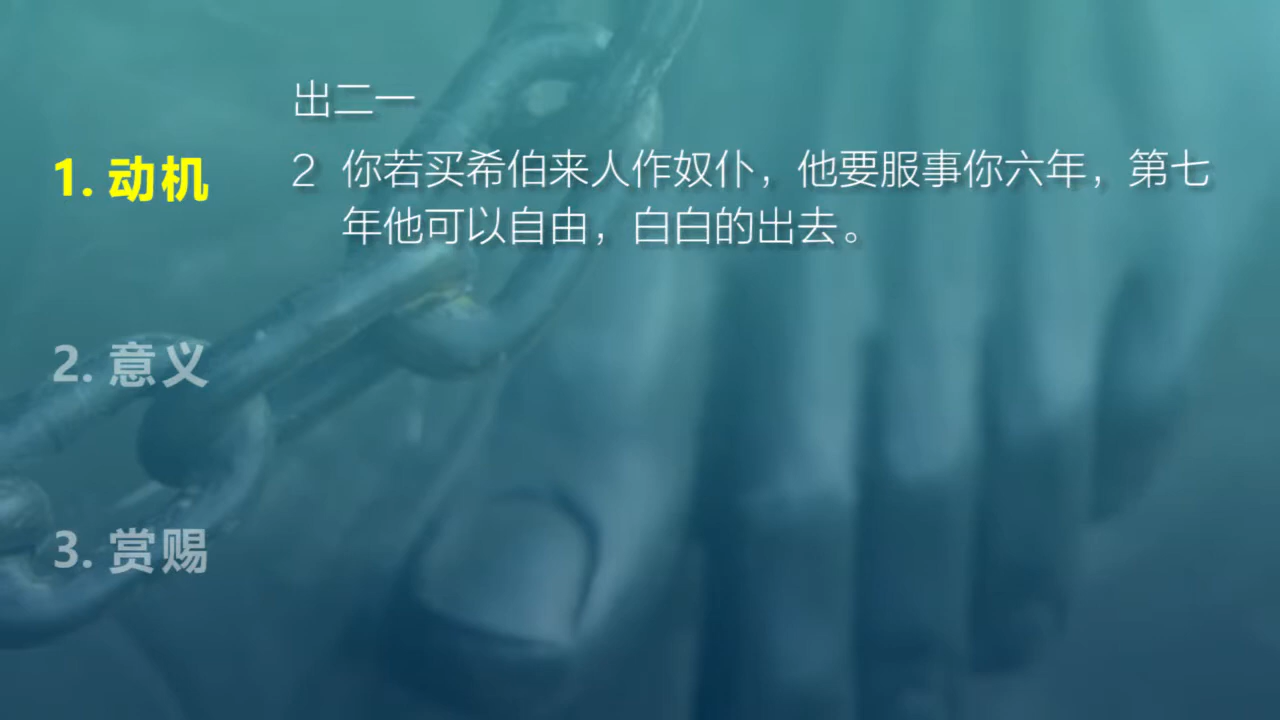 出二一
1. 动机
2 你若买希伯来人作奴仆，他要服事你六年，第七
年他可以自由，白白的出去。
2. 意义
3. 赏赐